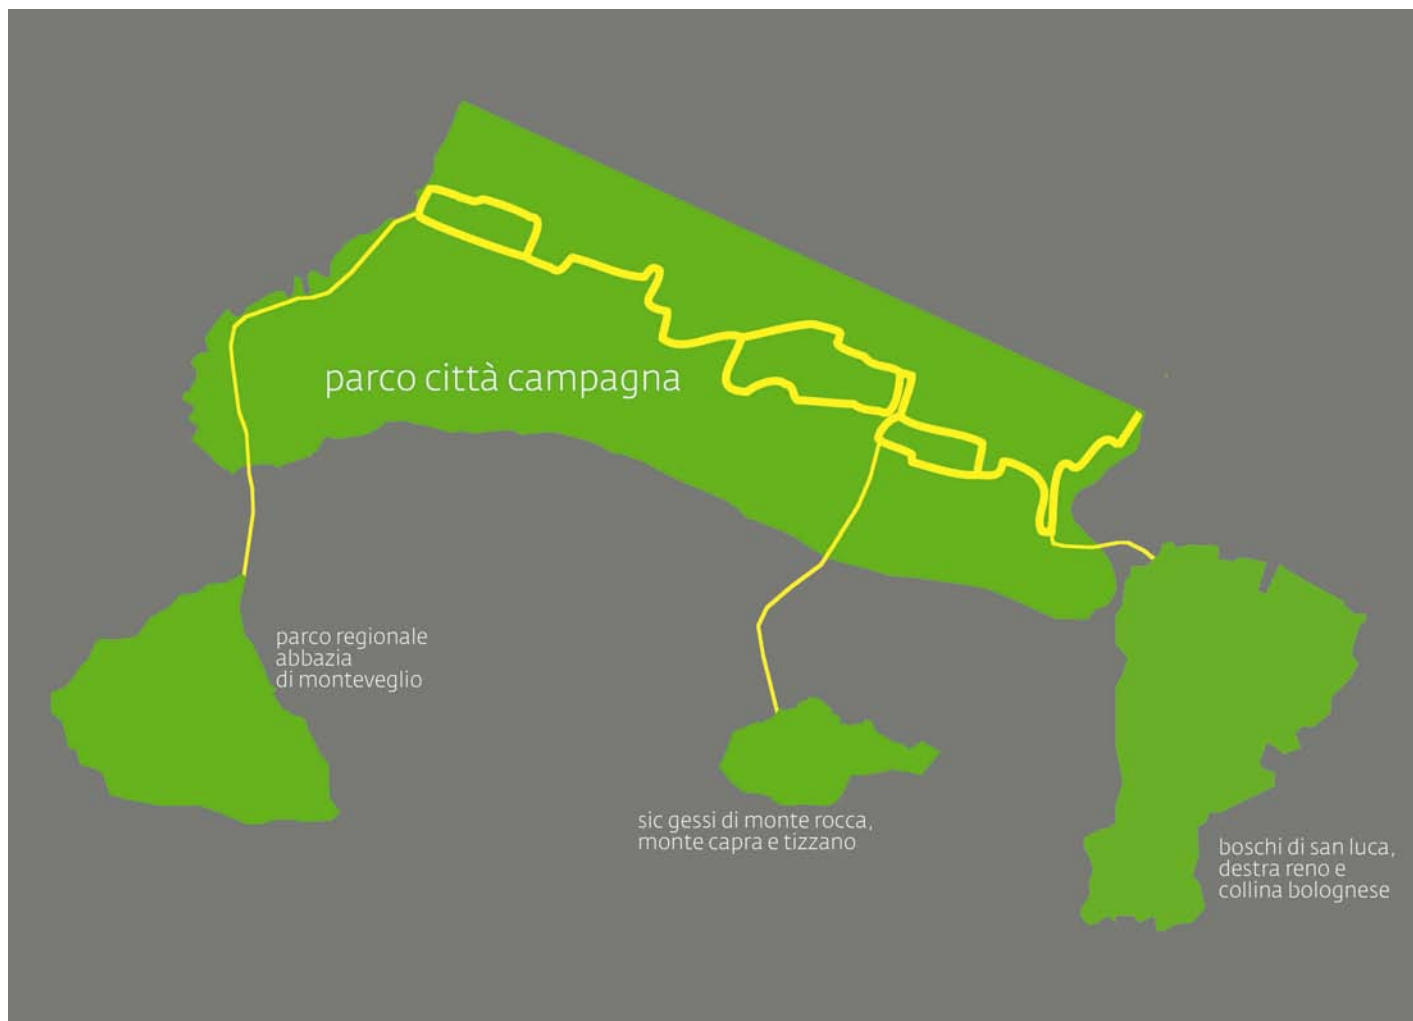 parco città campagna
parco regionale
abbazia
di monteveglio
sic gessi di monte rocca,
monte capra e tizzano
boschi di san luca,
destra reno e
collina bolognese